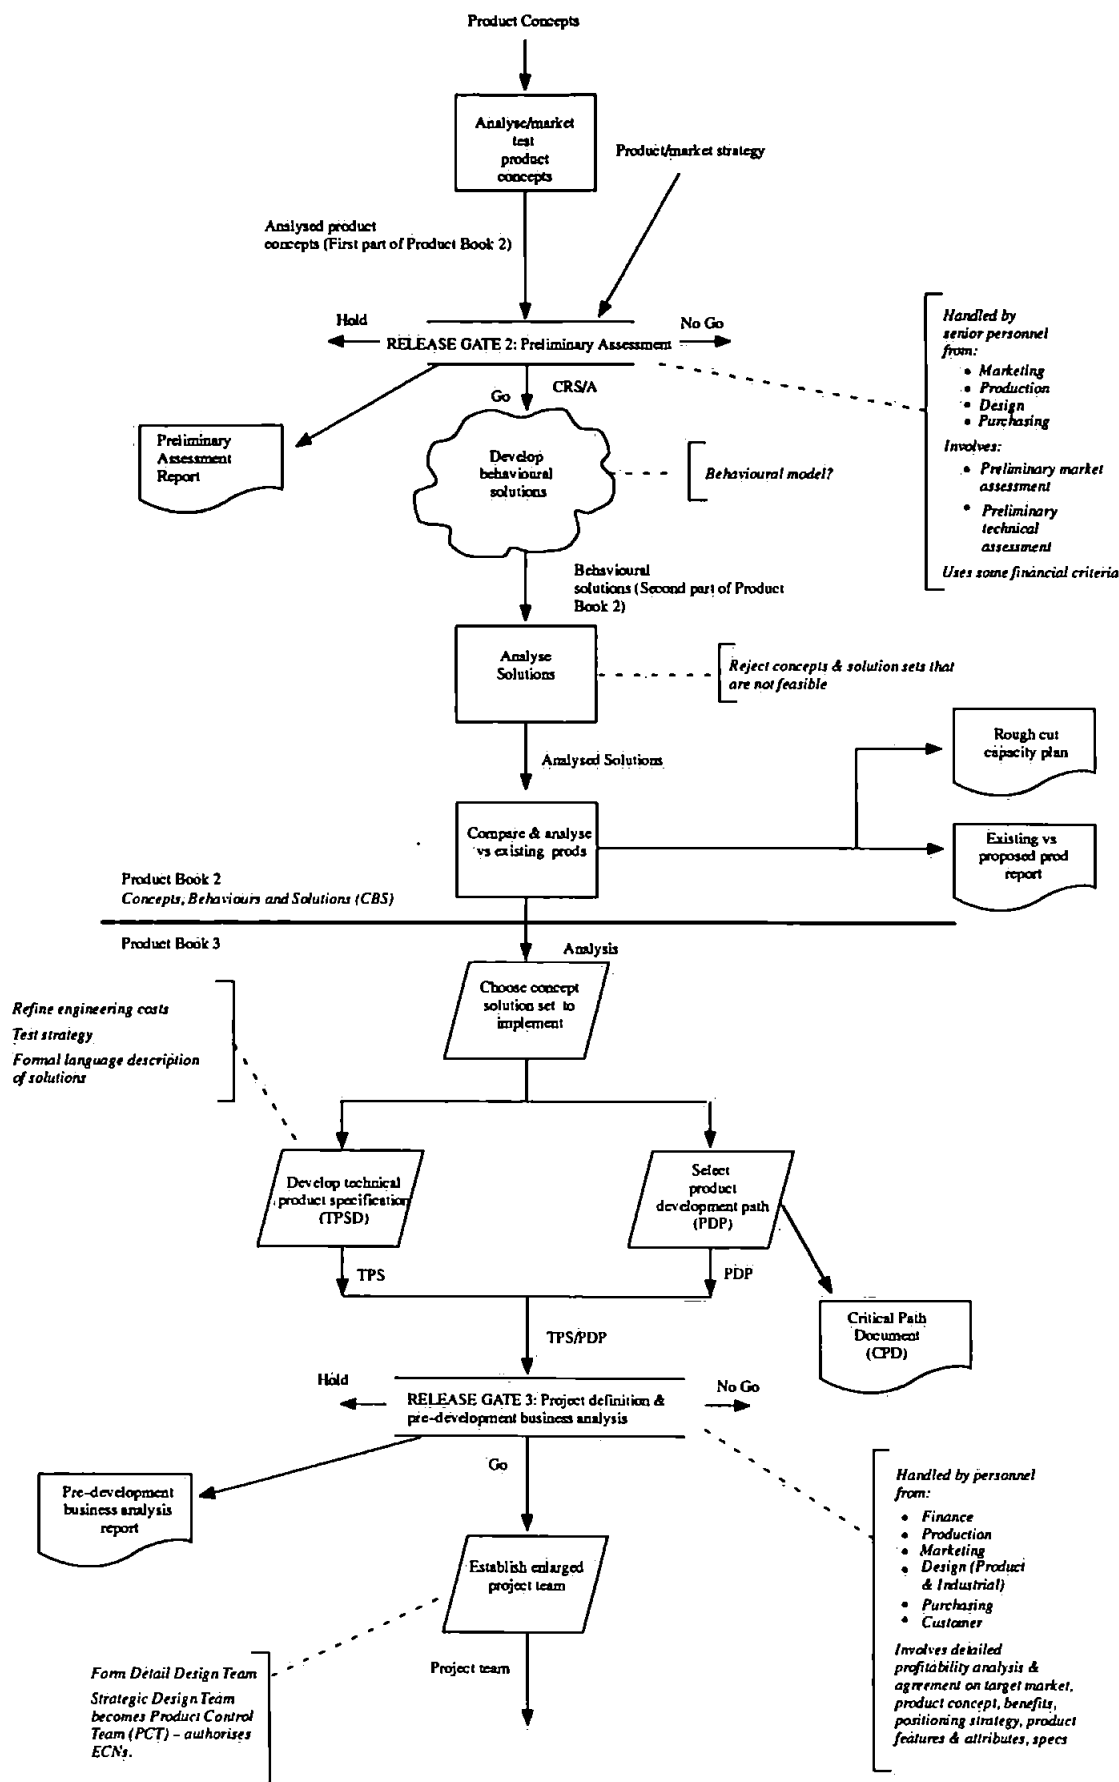 Product Concepts
Analyse/market
test
product
concepts
Product/market strategy
Analysed product
concepts (First part of Product Book 2)
Hold
No Go
RELEASE GATE 2: Preliminary Assessment
Handled by
senior personnel
from:
• Marketing
• Production
• Design
• Purchasing
Involves:
• Preliminary market
assessment
• Preliminary
technical
assessment
Uses some financial criteria
Go
CRS/A
Preliminary
Assessment
Report
Develop
behavioural
solutions
Behavioural model?
Behavioural
solutions (Second part of Product
Book 2)
Analyse
Solutions
Reject concepts & solution sets that
are not feasible
Analysed Solutions
Rough cut
capacity plan
Compare & analyse
vs existing prods
Existing vs
proposed prod
report
Product Book 2
Concepts, Behaviours and Solutions (CBS)
Product Book 3
Analysis
Choose concept
solution set to
implement
Refine engineering costs
Test strategy
Formal language description
of solutions
Develop technical
product specification
(TPSD)
Select
product
development path
(PDP)
TPS
PDP
Critical Path
Document
(CPD)
TPS/PDP
Hold
No Go
RELEASE GATE 3: Project definition &
pre-development business analysis
Go
Pre-development
business analysis
report
Handled by personnel
from:
• Finance
• Production
• Marketing
• Design (Product
& Industrial)
• Purchasing
• Customer
Involves detailed
profitability analysis &
agreement on target market,
product concept, benefits,
positioning strategy, product
features & attributes, specs
Establish enlarged
project team
Project team
Form Detail Design Team
Strategic Design Team
becomes Product Control
Team (PCT) – authorises
ECNs.